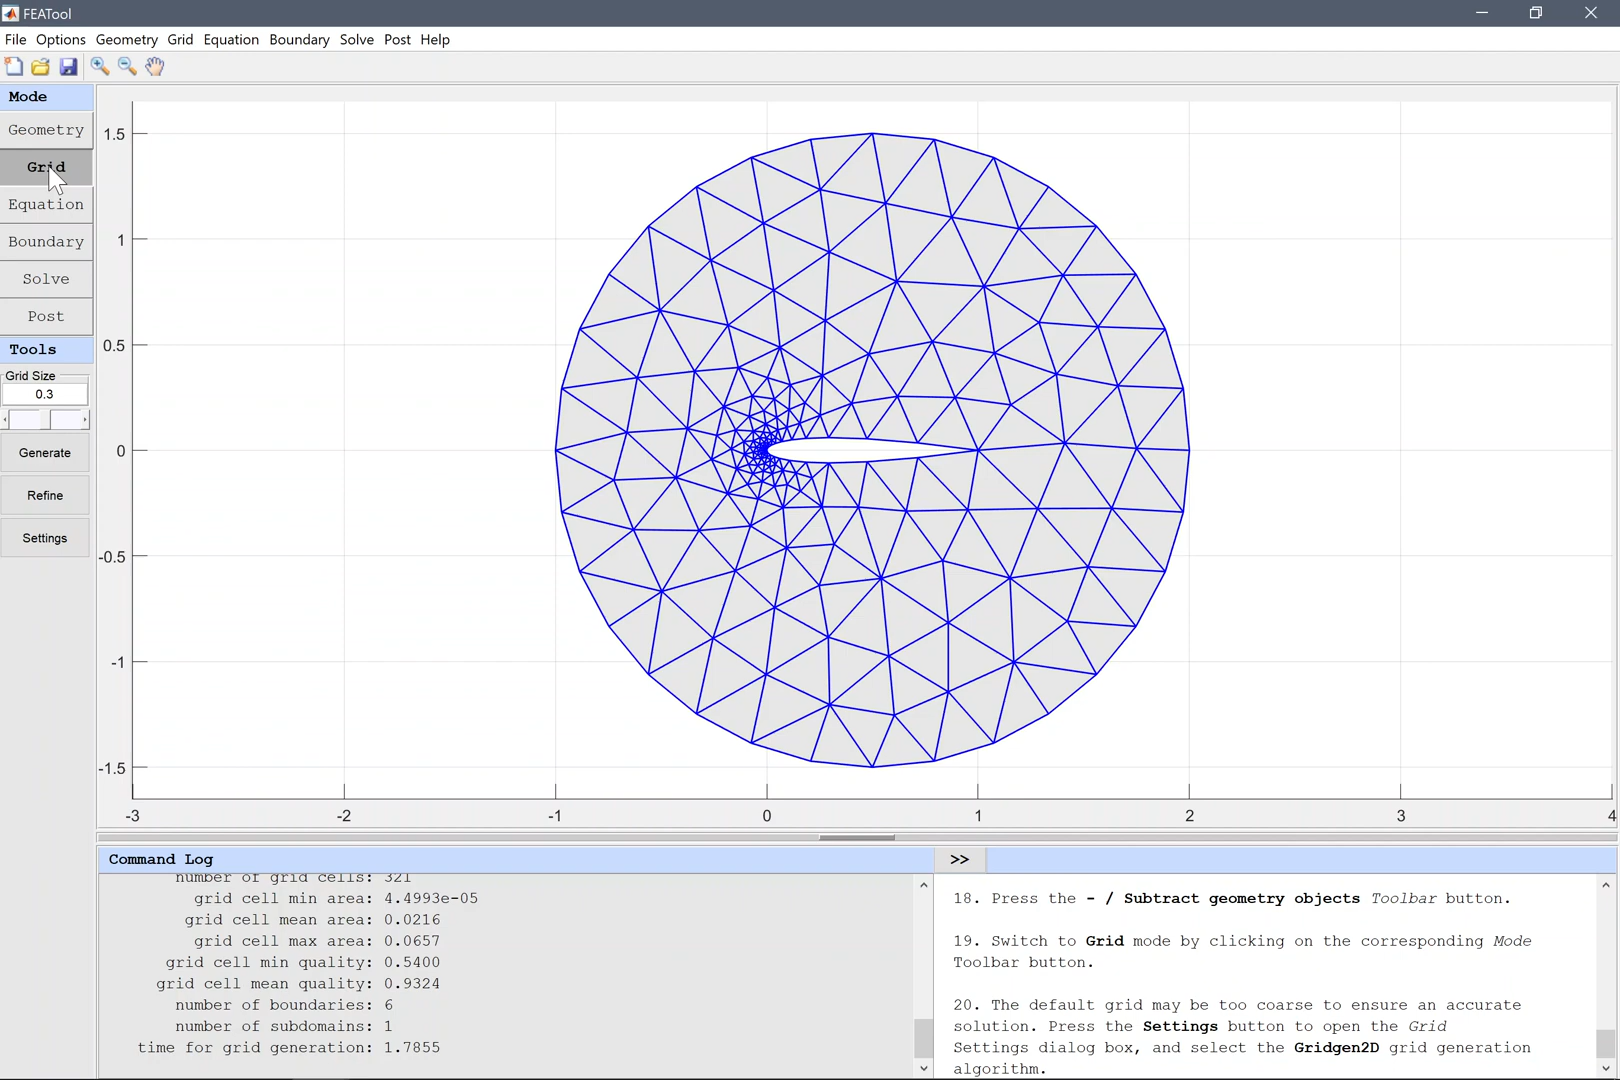 FEATool
File Options Geometry Grid Equation Boundary Solve Post Help
Mode
Geometry
Grid
Equation
Boundary
Solve
Post
Tools
Grid Size
0.3
Generate
Refine
Settings
1.5
1
0.5
0
-0.5
-1
-1.5
-3 -2 -1 0 1 2 3 4
Command Log
number of grid cells: 321
grid cell min area: 4.4993e-05
grid cell mean area: 0.0216
grid cell max area: 0.0657
grid cell min quality: 0.5400
grid cell mean quality: 0.9324
number of boundaries: 6
number of subdomains: 1
time for grid generation: 1.7855
>>
18. Press the - / Subtract geometry objects Toolbar button.
19. Switch to Grid mode by clicking on the corresponding Mode
Toolbar button.
20. The default grid may be too coarse to ensure an accurate
solution. Press the Settings button to open the Grid
Settings dialog box, and select the Gridgen2D grid generation
algorithm.